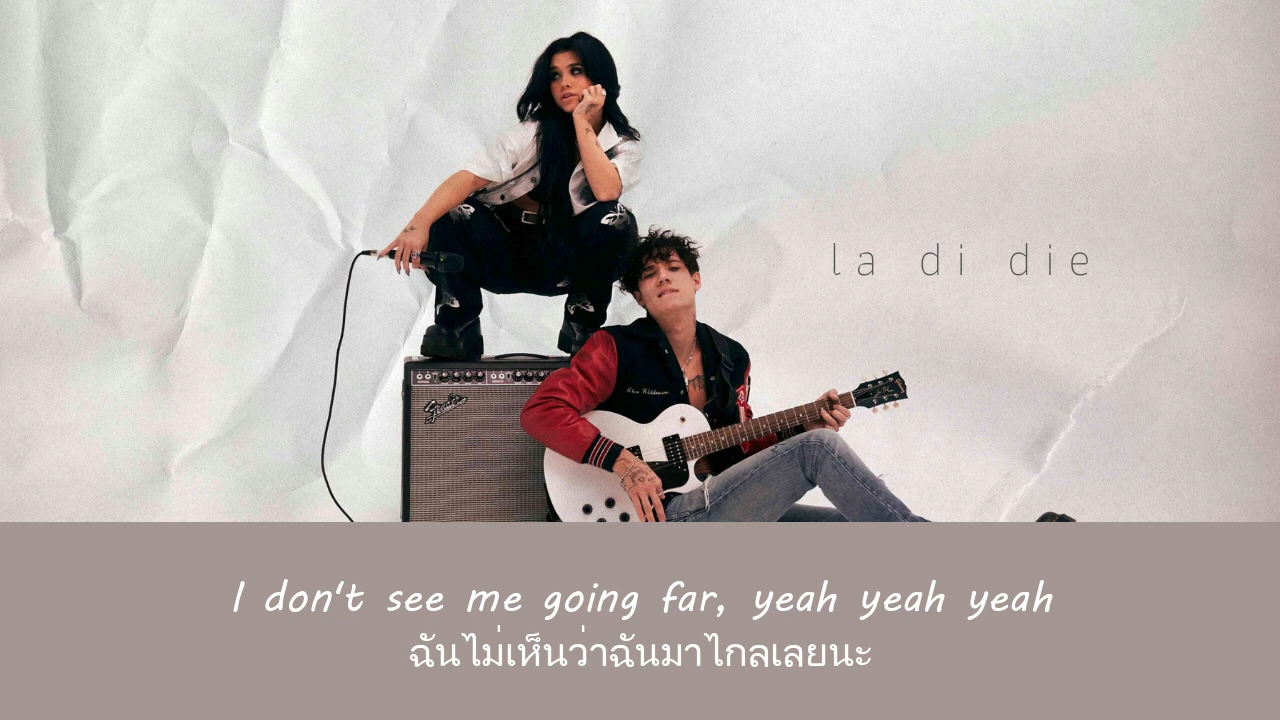 la di die
Fender
I don't see me going far, yeah yeah yeah
ฉันไม่เห็นว่าฉันมาไกลเลยนะ